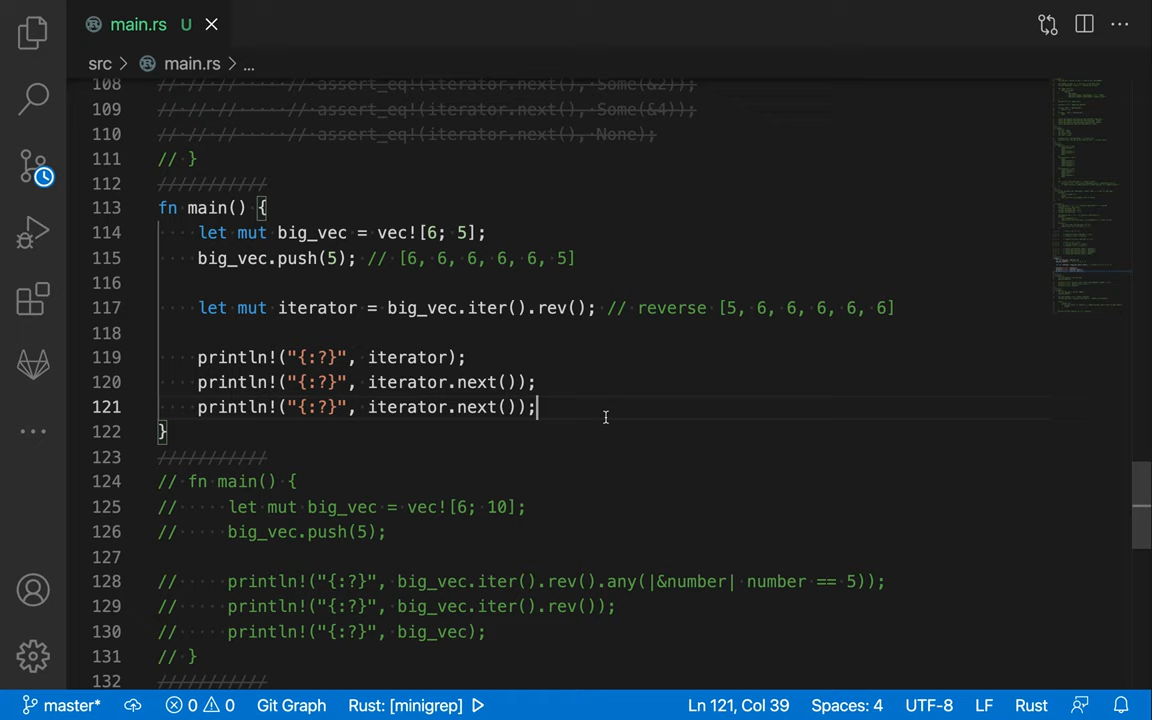 main.rs U
src > main.rs > ...
108 // // // assert_eq!(iterator.next(), Some(&2));
109 // // // assert_eq!(iterator.next(), Some(&4));
110 // // // assert_eq!(iterator.next(), None);
111 // }
112 ///////////
113 fn main() {
114 let mut big_vec = vec![6; 5];
115 big_vec.push(5); // [6, 6, 6, 6, 6, 5]
116
117 let mut iterator = big_vec.iter().rev(); // reverse [5, 6, 6, 6, 6, 6]
118
119 println!("{:?}", iterator);
120 println!("{:?}", iterator.next());
121 println!("{:?}", iterator.next());
122 }
123 ///////////
124 // fn main() {
125 // let mut big_vec = vec![6; 10];
126 // big_vec.push(5);
127
128 // println!("{:?}", big_vec.iter().rev().any(|&number| number == 5));
129 // println!("{:?}", big_vec.iter().rev());
130 // println!("{:?}", big_vec);
131 // }
132 ///////////
master* 0 0 Git Graph Rust: [minigrep] Ln 121, Col 39 Spaces: 4 UTF-8 LF Rust